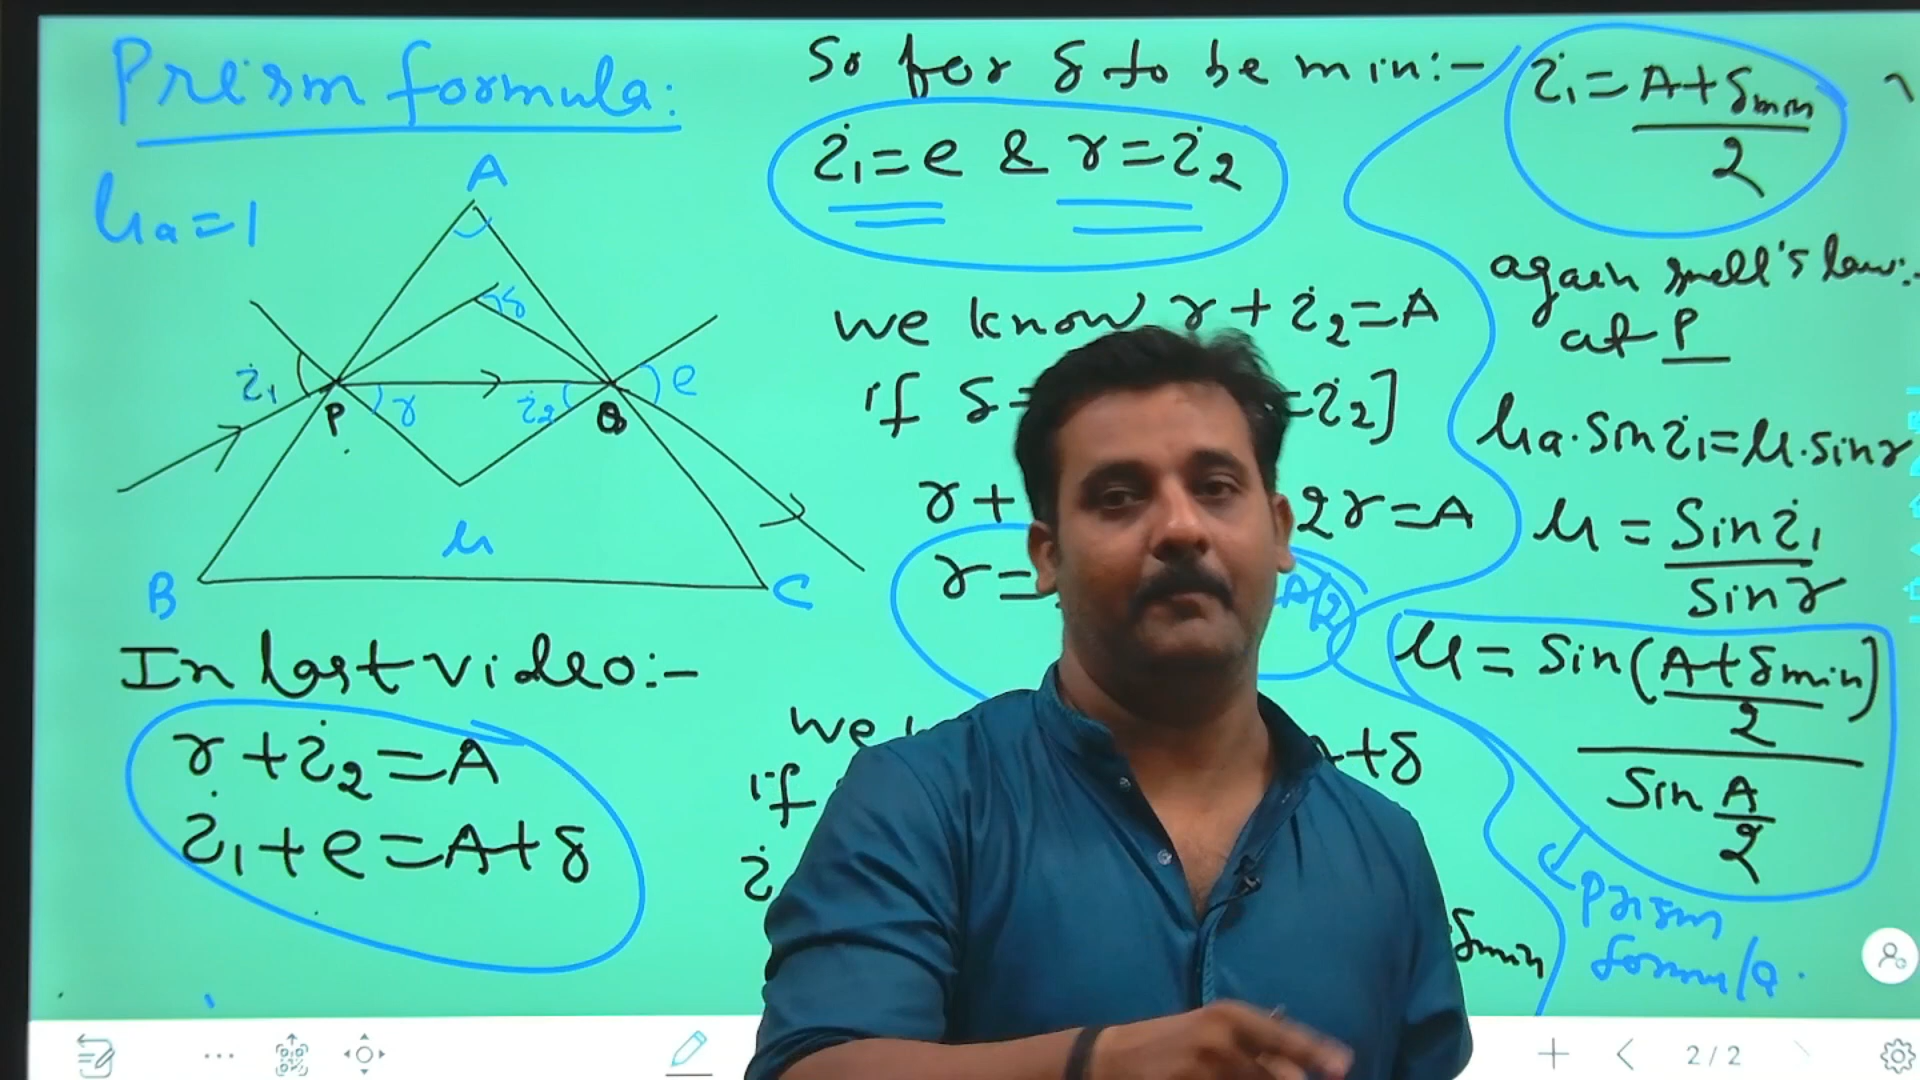 Prism formula:
μa=1
A
δ
i1
P
r
i2
Q
e
μ
B
C
In last video:-
r+i2=A
i1+e=A+δ
So for δ to be min:-
i1=e & r=i2
we know r+i2=A
if δ= =i2]
r+ 2r=A
r= A/2
we +δ
if
i
δmin
i1=A+δmin
2
again snell's law:-
at P
μa.sini1=μ.sinr
μ=Sini1
sinr
μ=Sin(A+δmin)
2
Sin A
2
Prism
formula.
2/2